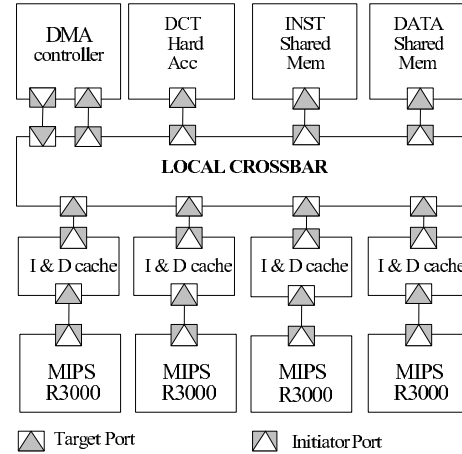 DMA
controller
DCT
Hard
Acc
INST
Shared
Mem
DATA
Shared
Mem
LOCAL CROSSBAR
I & D cache
I & D cache
I & D cache
I & D cache
MIPS
R3000
MIPS
R3000
MIPS
R3000
MIPS
R3000
Target Port
Initiator Port